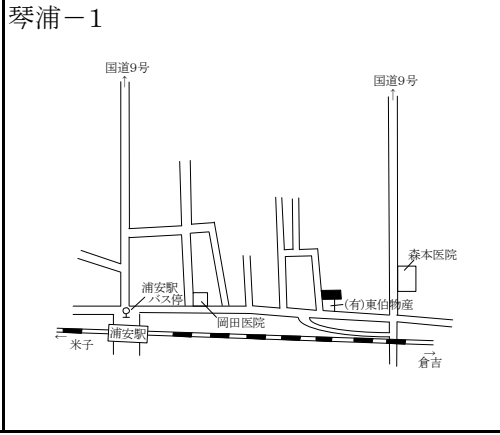 琴浦－1
国道9号
↑
国道9号
↑
森本医院
浦安駅
バス停
(有)東伯物産
岡田医院
浦安駅
←
米子
→
倉吉